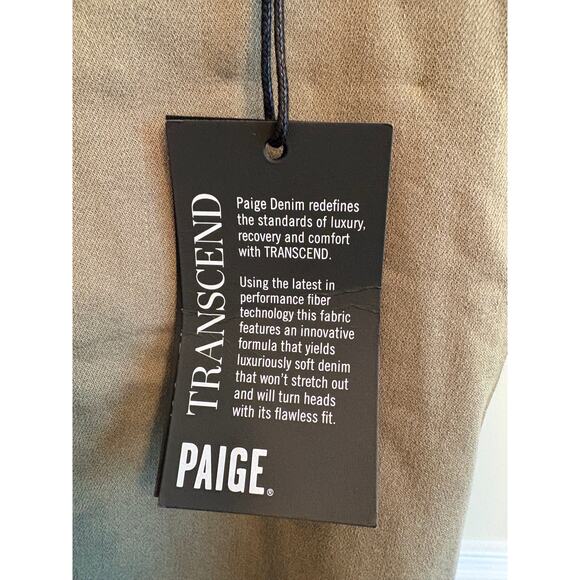 TRANSCEND
Paige Denim redefines
the standards of luxury,
recovery and comfort
with TRANSCEND.
Using the latest in
performance fiber
technology this fabric
features an innovative
formula that yields
luxuriously soft denim
that won't stretch out
and will turn heads
with its flawless fit.
PAIGE®